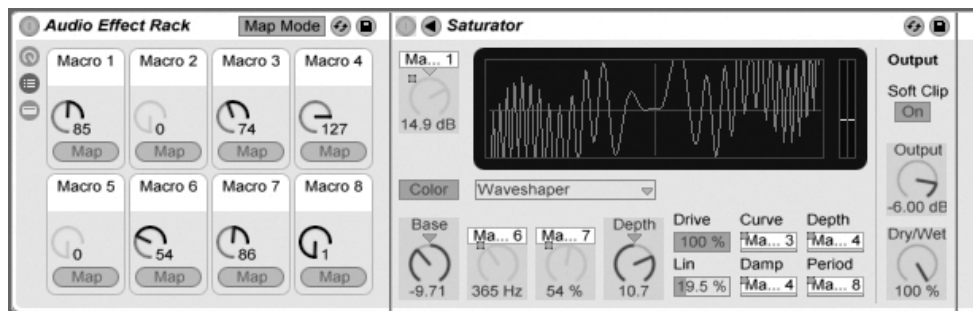 Audio Effect Rack
Map Mode
Macro 1
Macro 2
Macro 3
Macro 4
85
0
74
127
Map
Map
Map
Map
Macro 5
Macro 6
Macro 7
Macro 8
0
54
86
1
Map
Map
Map
Map
Saturator
Ma... 1
14.9 dB
Color
Waveshaper
Base
-9.71
Ma... 6
365 Hz
Ma... 7
54 %
Depth
10.7
Drive
Curve
Depth
100 %
Ma... 3
Ma... 4
Lin
Damp
Period
19.5 %
Ma... 4
Ma... 8
Output
Soft Clip
On
Output
-6.00 dB
Dry/Wet
100 %